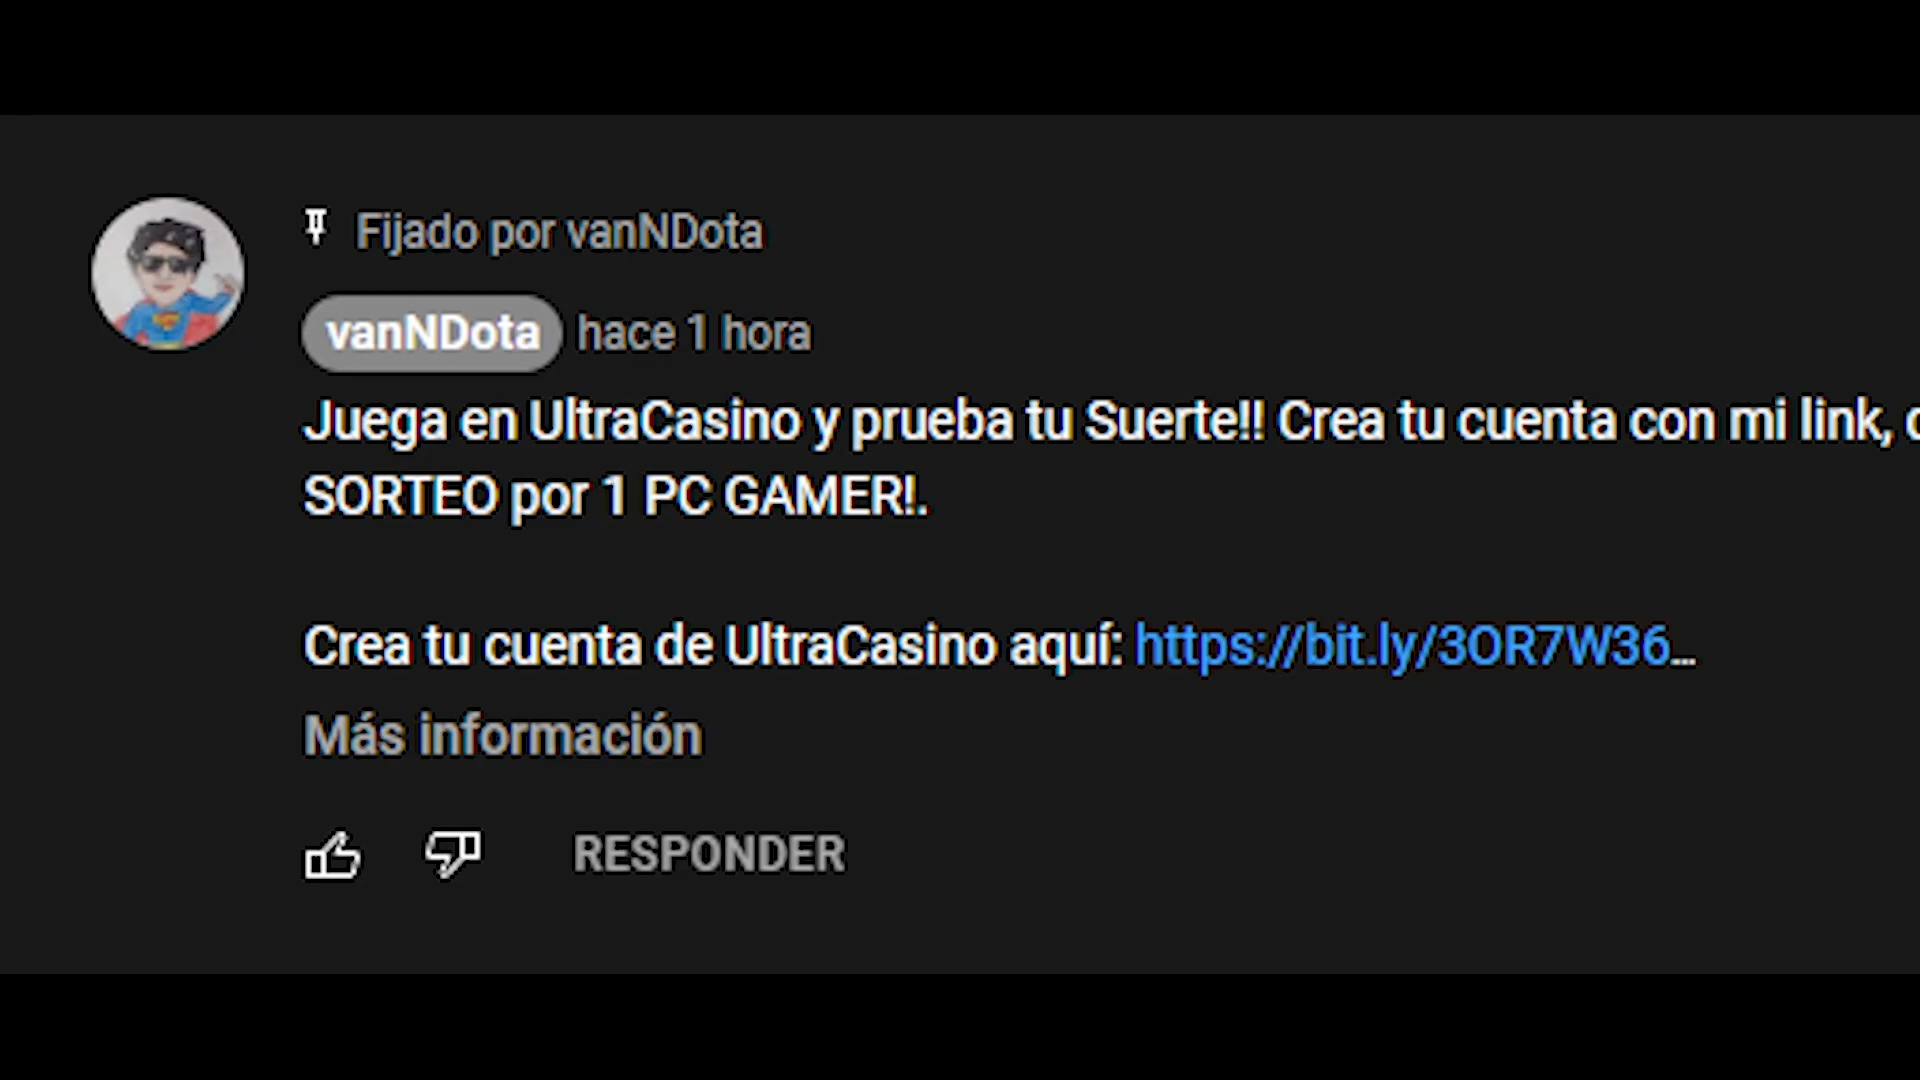 Fijado por vanNDota
vanNDota hace 1 hora
Juega en UltraCasino y prueba tu Suerte!! Crea tu cuenta con mi link,
SORTEO por 1 PC GAMER!.
Crea tu cuenta de UltraCasino aquí: https://bit.ly/3OR7W36...
Más información
RESPONDER